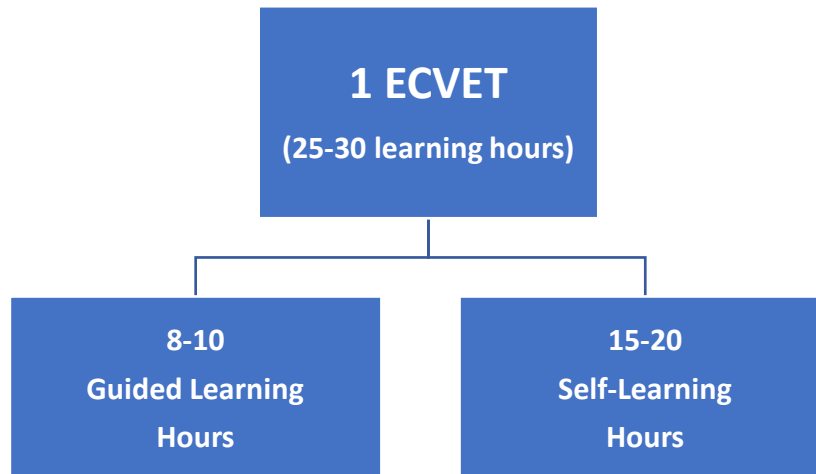 1 ECVET
(25-30 learning hours)
8-10
Guided Learning
Hours
15-20
Self-Learning
Hours